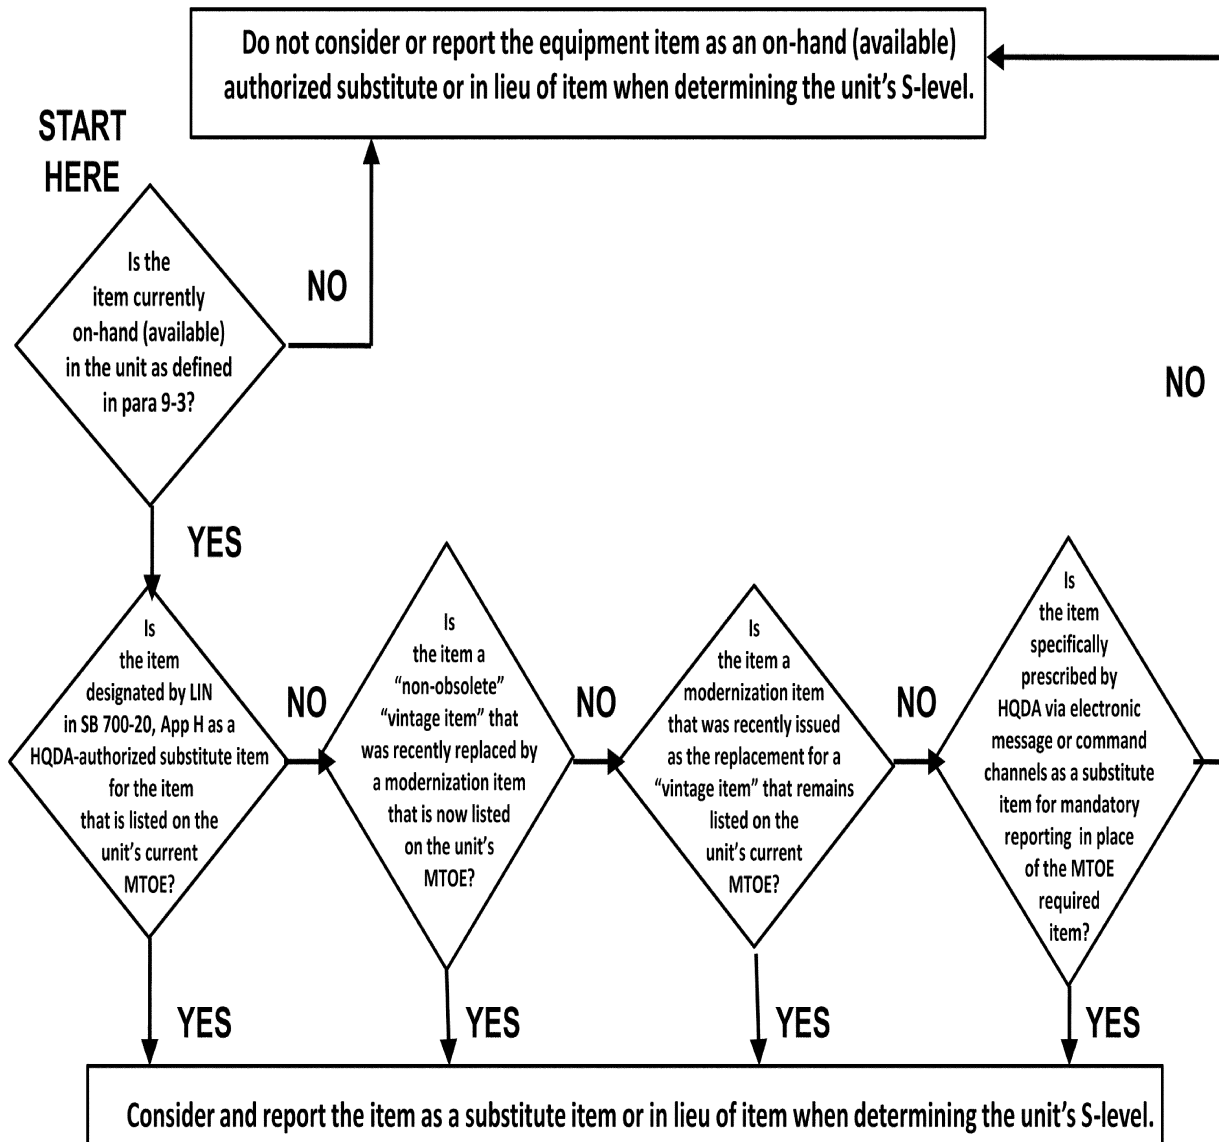 Do not consider or report the equipment item as an on-hand (available)
authorized substitute or in lieu of item when determining the unit's S-level.
START
HERE
Is the
item currently
on-hand (available)
in the unit as defined
in para 9-3?
NO
NO
YES
Is
the item
designated by LIN
in SB 700-20, App H as a
HQDA-authorized substitute item
for the item
that is listed on the
unit's current
MTOE?
NO
Is
the item a
“non-obsolete”
“vintage item” that
was recently replaced by
a modernization item
that is now listed
on the unit's
MTOE?
NO
Is
the item a
modernization item
that was recently issued
as the replacement for a
“vintage item” that remains
listed on the
unit's current
MTOE?
NO
Is
the item
specifically
prescribed by
HQDA via electronic
message or command
channels as a substitute
item for mandatory
reporting in place
of the MTOE
required
item?
YES
YES
YES
YES
Consider and report the item as a substitute item or in lieu of item when determining the unit's S-level.